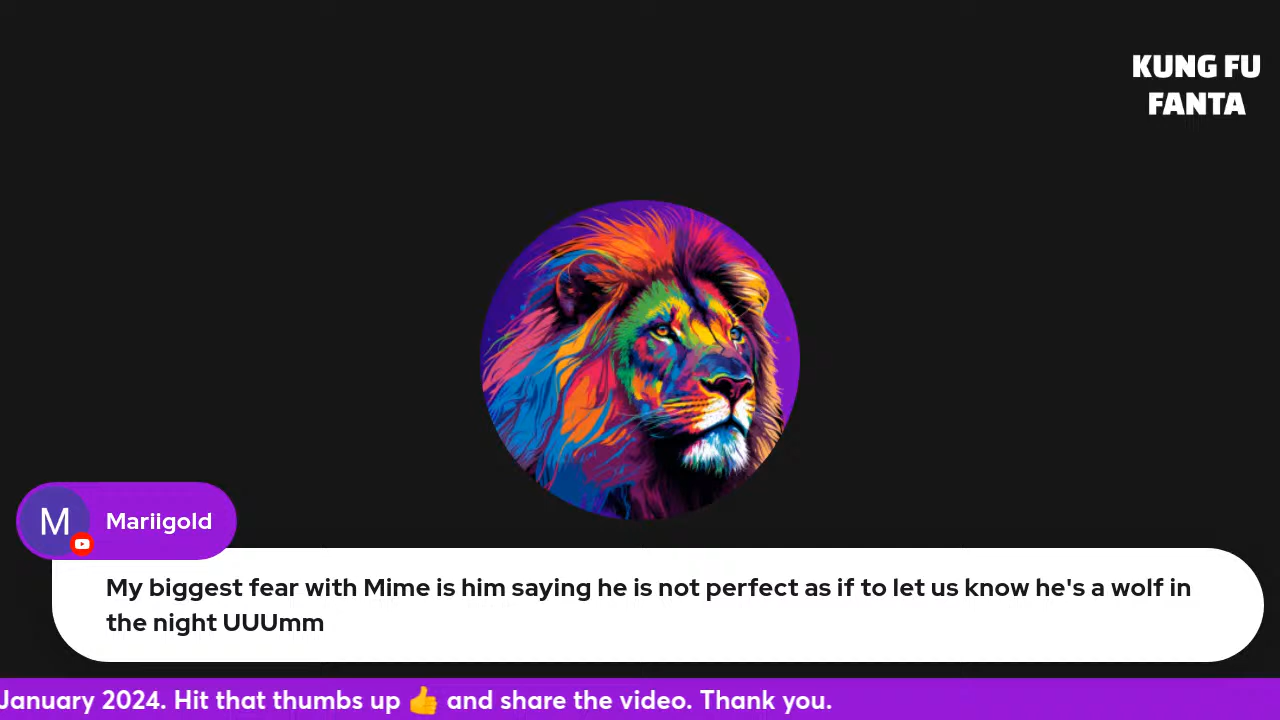 KUNG FU
FANTA
M
Mariigold
My biggest fear with Mime is him saying he is not perfect as if to let us know he's a wolf in
the night UUUmm
January 2024. Hit that thumbs up 👍 and share the video. Thank you.